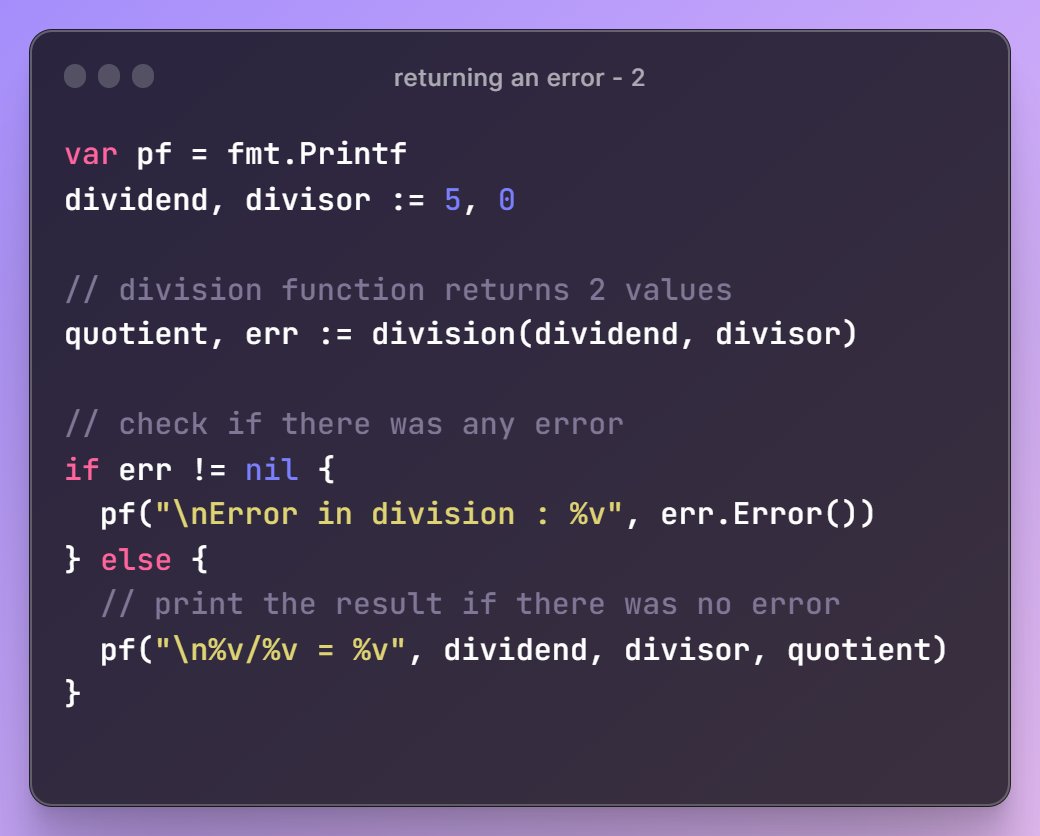 returning an error - 2
var pf = fmt.Printf
dividend, divisor := 5, 0
// division function returns 2 values
quotient, err := division(dividend, divisor)
// check if there was any error
if err != nil {
  pf("\nError in division : %v", err.Error())
} else {
  // print the result if there was no error
  pf("\n%v/%v = %v", dividend, divisor, quotient)
}